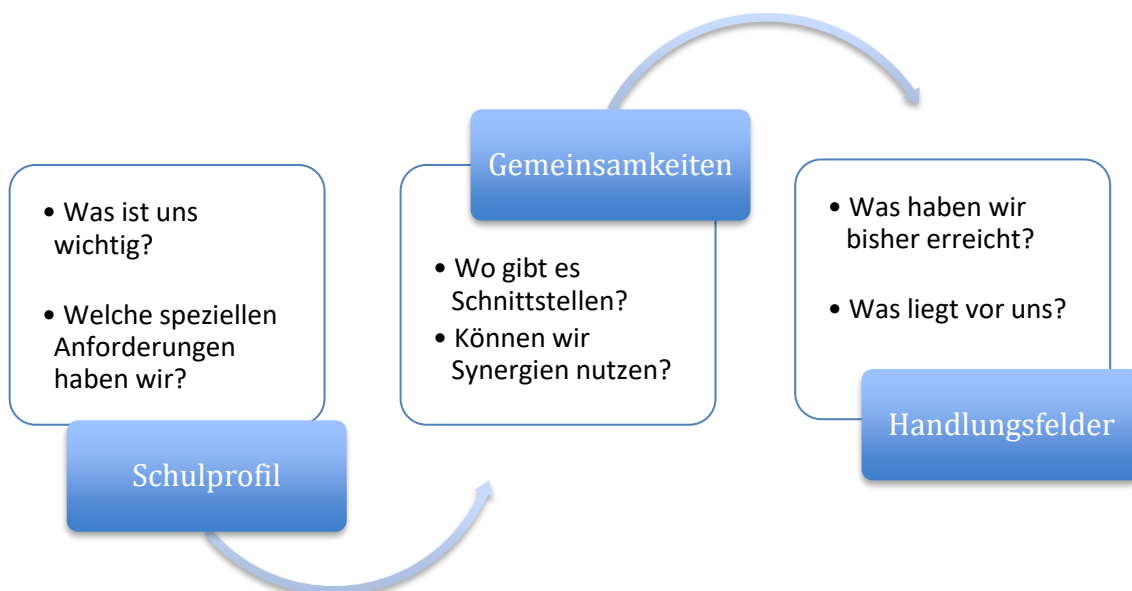 • Was ist uns
wichtig?
• Welche speziellen
Anforderungen
haben wir?
Schulprofil
Gemeinsamkeiten
• Wo gibt es
Schnittstellen?
• Können wir
Synergien nutzen?
• Was haben wir
bisher erreicht?
• Was liegt vor uns?
Handlungsfelder